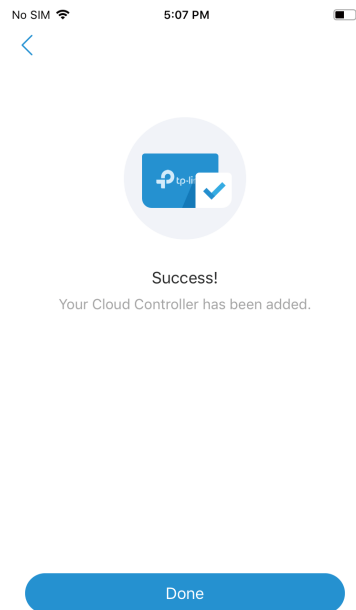 No SIM 5:07 PM
tp-li
Success!
Your Cloud Controller has been added.
Done